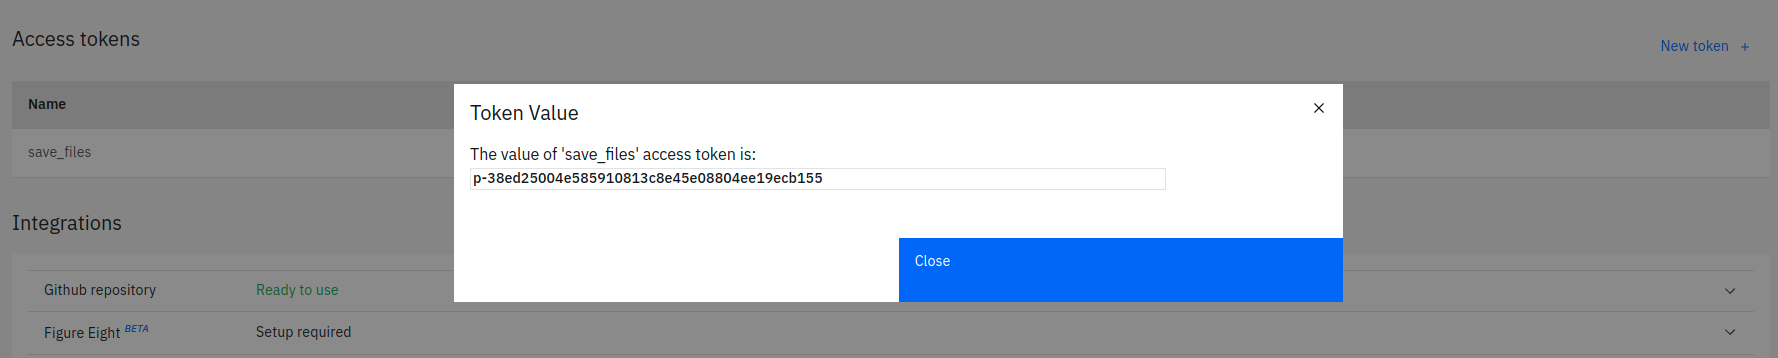 Access tokens
New token +
Name
save_files
Token Value
The value of 'save_files' access token is:
p-38ed25004e585910813c8e45e08804ee19ecb155
Close
Integrations
Github repository Ready to use
Figure Eight BETA Setup required